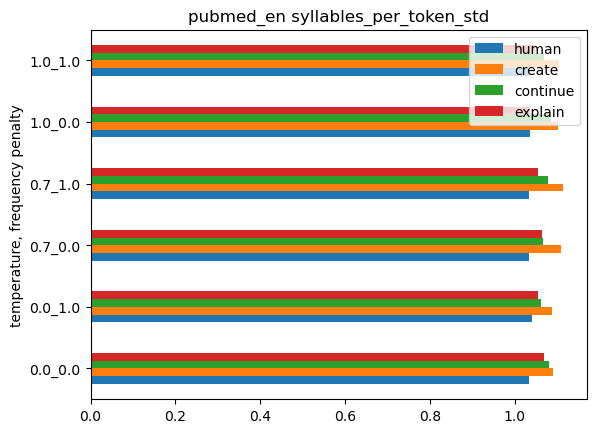 pubmed_en syllables_per_token_std
temperature, frequency penalty
1.0_1.0
1.0_0.0
0.7_1.0
0.7_0.0
0.0_1.0
0.0_0.0
human
create
continue
explain
0.0 0.2 0.4 0.6 0.8 1.0